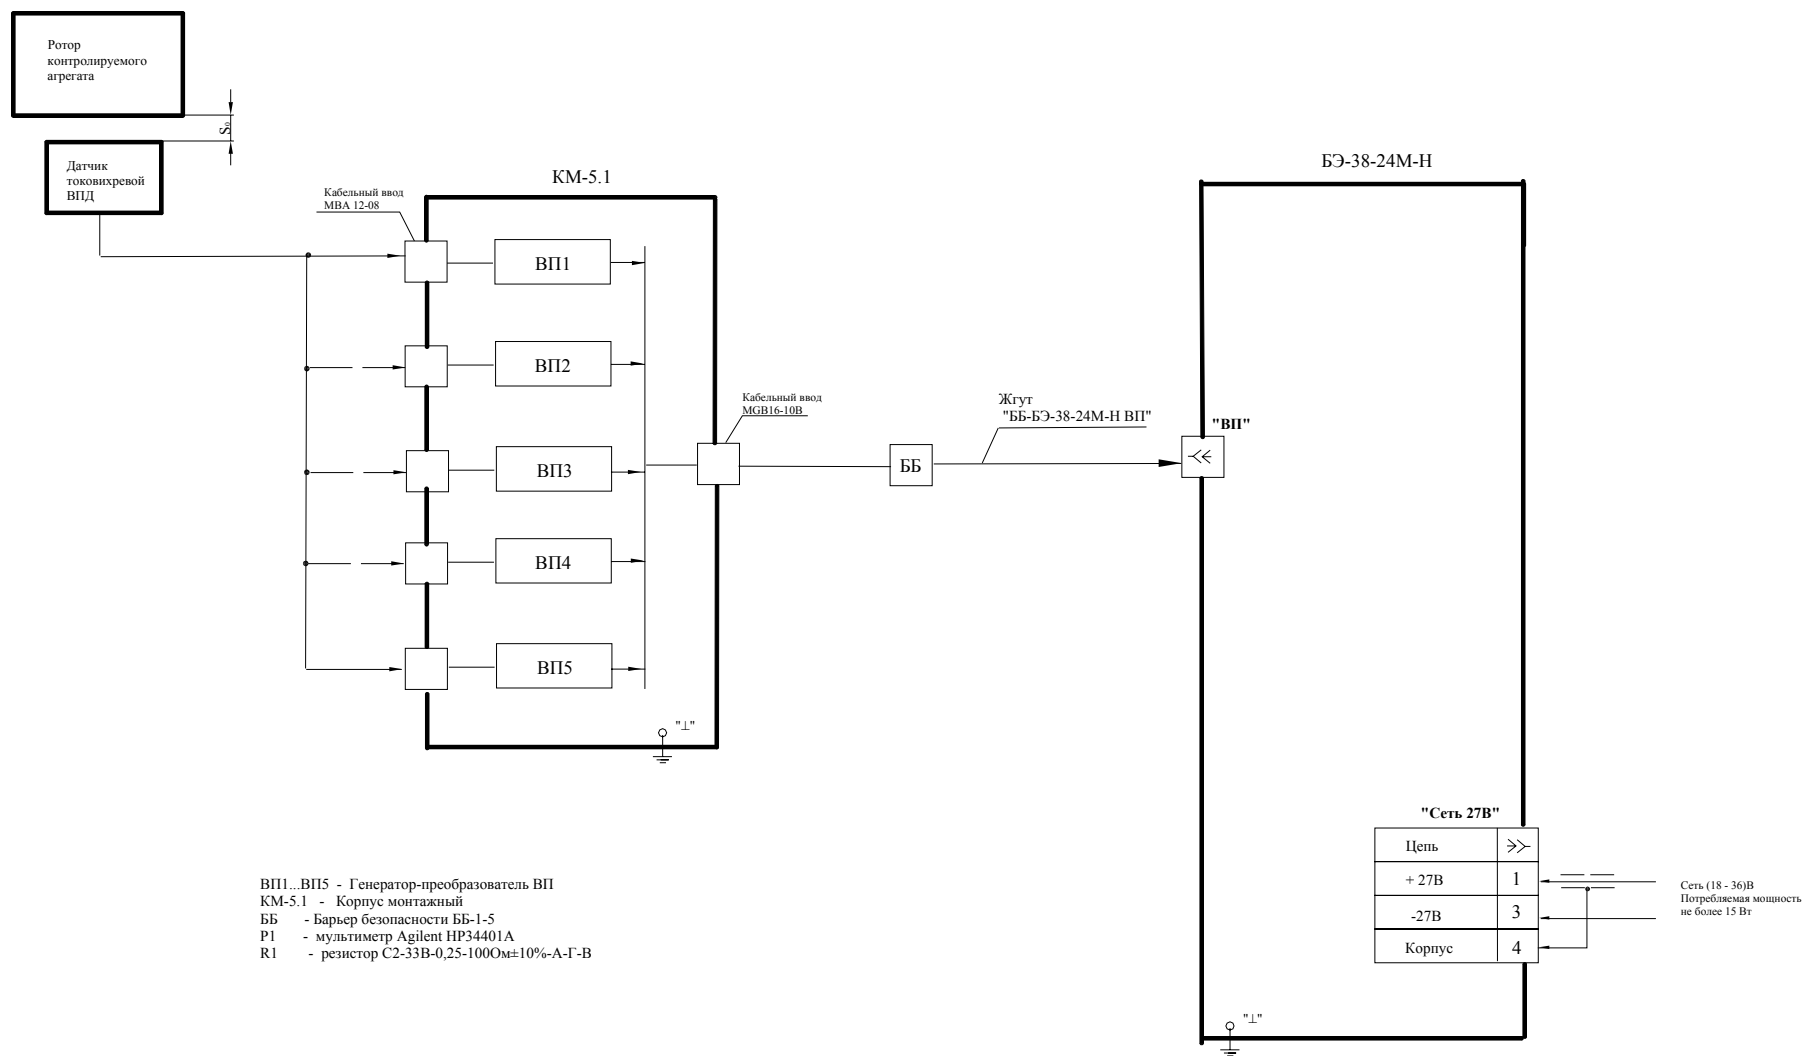 Ротор
контролируемого
агрегата
S₀
Датчик
токовихревой
ВПД
Кабельный ввод
MBA 12-08
КМ-5.1
ВП1
ВП2
ВП3
ВП4
ВП5
"⊥"
Кабельный ввод
MGB16-10B
ББ
Жгут
"ББ-БЭ-38-24М-Н ВП"
БЭ-38-24М-Н
"ВП"
"Сеть 27В"
Цепь
+ 27В 1
-27В 3
Корпус 4
Сеть (18 - 36)В
Потребляемая мощность
не более 15 Вт
"⊥"
ВП1...ВП5 - Генератор-преобразователь ВП
КМ-5.1 - Корпус монтажный
ББ - Барьер безопасности ББ-1-5
Р1 - мультиметр Agilent HP34401A
R1 - резистор С2-33В-0,25-100Ом±10%-А-Г-В